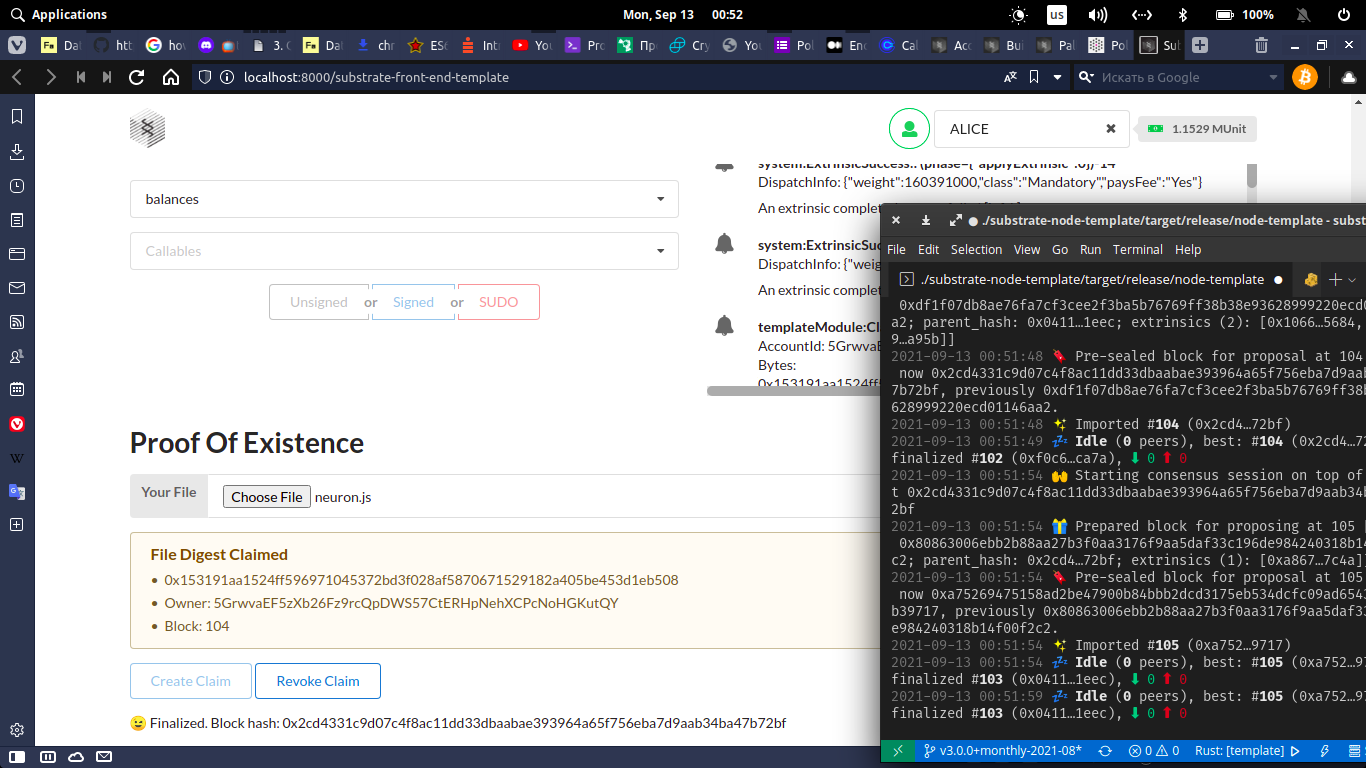 Applications
Mon, Sep 13 00:52
us
100%
Da
htt
how
3. C
Da
chr
ESC
Inte
You
Pro
Пр
Cry
You
Pol
Enc
Cal
Acc
Bui
Pal
Pol
Sub
localhost:8000/substrate-front-end-template
Искать в Google
ALICE
1.1529 MUnit
balances
Callables
Unsigned or Signed or SUDO
system:ExtrinsicSuccess:: (phase={"applyExtrinsic":0})-14
DispatchInfo: {"weight":160391000,"class":"Mandatory","paysFee":"Yes"}
An extrinsic complet
system:ExtrinsicSuc
DispatchInfo: {"weig
An extrinsic complet
templateModule:Cl
AccountId: 5GrwvaE
Bytes:
0x153191aa1524ff5
Proof Of Existence
Your File
Choose File neuron.js
File Digest Claimed
• 0x153191aa1524ff596971045372bd3f028af5870671529182a405be453d1eb508
• Owner: 5GrwvaEF5zXb26Fz9rcQpDWS57CtERHpNehXCPcNoHGKutQY
• Block: 104
Create Claim Revoke Claim
😉 Finalized. Block hash: 0x2cd4331c9d07c4f8ac11dd33dbaabae393964a65f756eba7d9aab34ba47b72bf
● ./substrate-node-template/target/release/node-template - subst
File Edit Selection View Go Run Terminal Help
./substrate-node-template/target/release/node-template ●
0xdf1f07db8ae76fa7cf3cee2f3ba5b76769ff38b38e93628999220ecd0
a2; parent_hash: 0x0411…1eec; extrinsics (2): [0x1066…5684,
9…a95b]]
2021-09-13 00:51:48 🔖 Pre-sealed block for proposal at 104
now 0x2cd4331c9d07c4f8ac11dd33dbaabae393964a65f756eba7d9aab
7b72bf, previously 0xdf1f07db8ae76fa7cf3cee2f3ba5b76769ff38b
628999220ecd01146aa2.
2021-09-13 00:51:48 ✨ Imported #104 (0x2cd4…72bf)
2021-09-13 00:51:49 💤 Idle (0 peers), best: #104 (0x2cd4…72
finalized #102 (0xf0c6…ca7a), ⬇ 0 ⬆ 0
2021-09-13 00:51:54 🙌 Starting consensus session on top of
t 0x2cd4331c9d07c4f8ac11dd33dbaabae393964a65f756eba7d9aab34b
2bf
2021-09-13 00:51:54 🎁 Prepared block for proposing at 105 [
0x80863006ebb2b88aa27b3f0aa3176f9aa5daf33c196de984240318b14
c2; parent_hash: 0x2cd4…72bf; extrinsics (1): [0xa867…7c4a]]
2021-09-13 00:51:54 🔖 Pre-sealed block for proposal at 105
now 0xa75269475158ad2be47900b84bbb2dcd3175eb534dcfc09ad6543
b39717, previously 0x80863006ebb2b88aa27b3f0aa3176f9aa5daf33
e984240318b14f00f2c2.
2021-09-13 00:51:54 ✨ Imported #105 (0xa752…9717)
2021-09-13 00:51:54 💤 Idle (0 peers), best: #105 (0xa752…97
finalized #103 (0x0411…1eec), ⬇ 0 ⬆ 0
2021-09-13 00:51:59 💤 Idle (0 peers), best: #105 (0xa752…97
finalized #103 (0x0411…1eec), ⬇ 0 ⬆ 0
v3.0.0+monthly-2021-08*
0 0
Rust: [template]